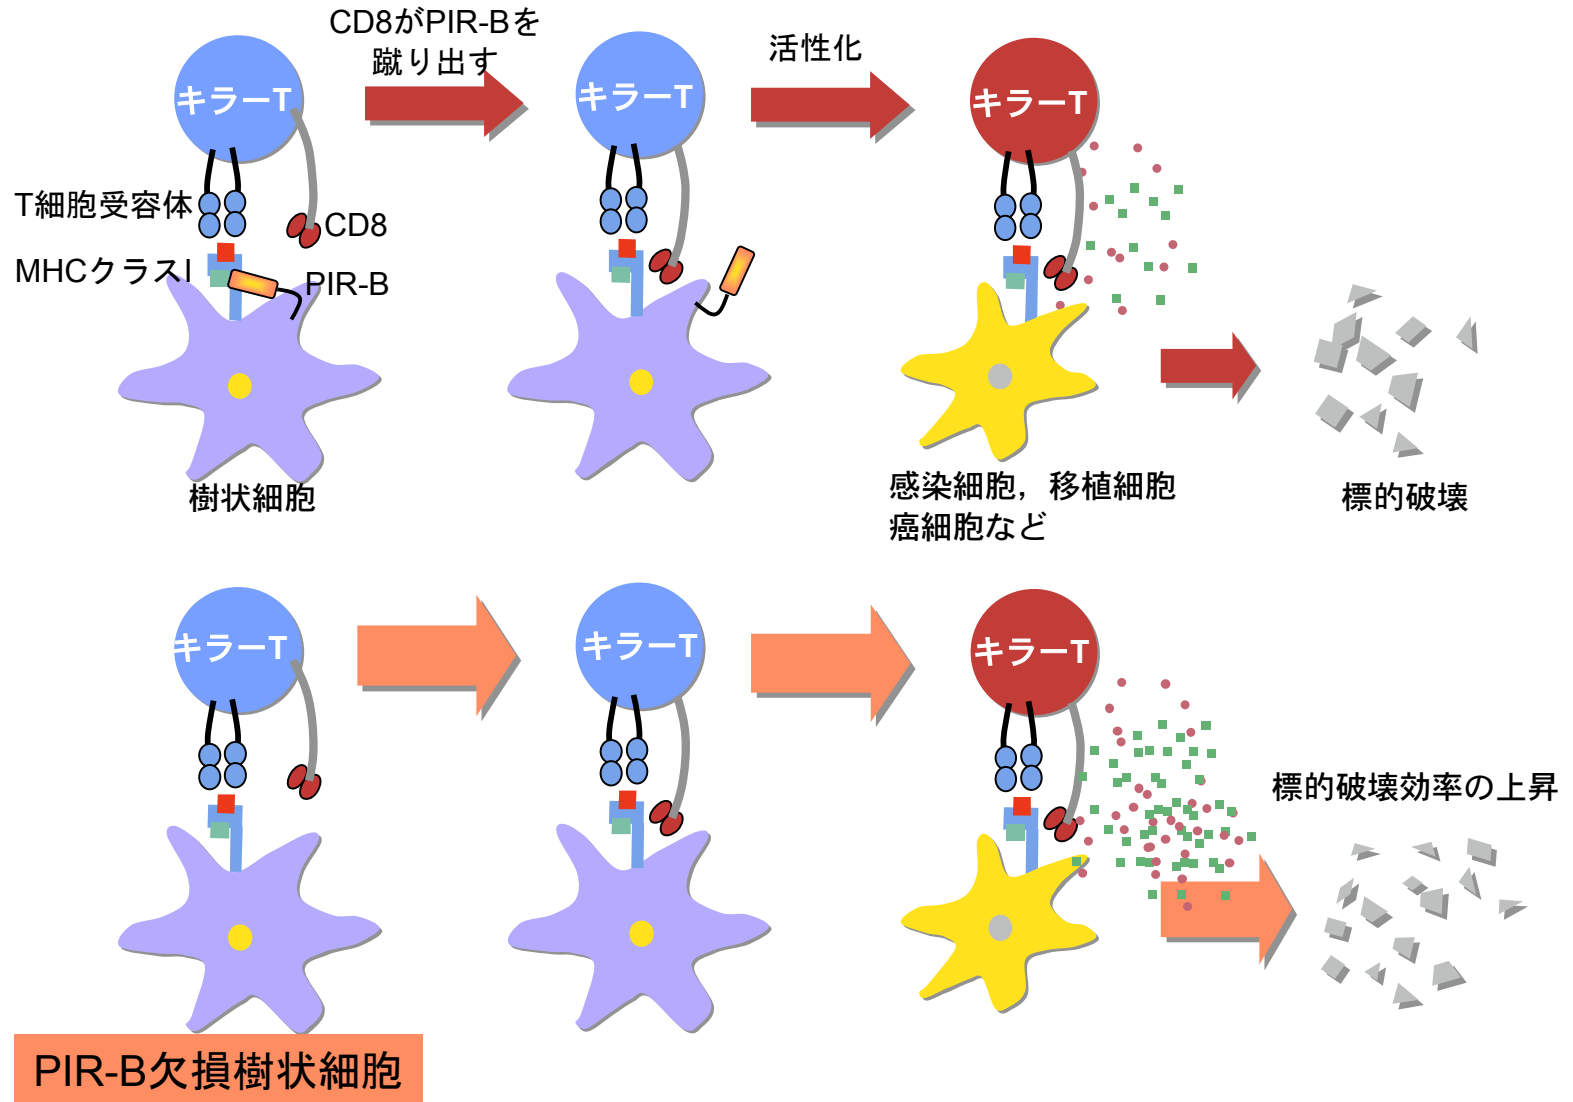 CD8がPIR-Bを
蹴り出す
活性化
キラーT
キラーT
キラーT
T細胞受容体
CD8
MHCクラスI
PIR-B
樹状細胞
感染細胞，移植細胞
癌細胞など
標的破壊
キラーT
キラーT
キラーT
標的破壊効率の上昇
PIR-B欠損樹状細胞